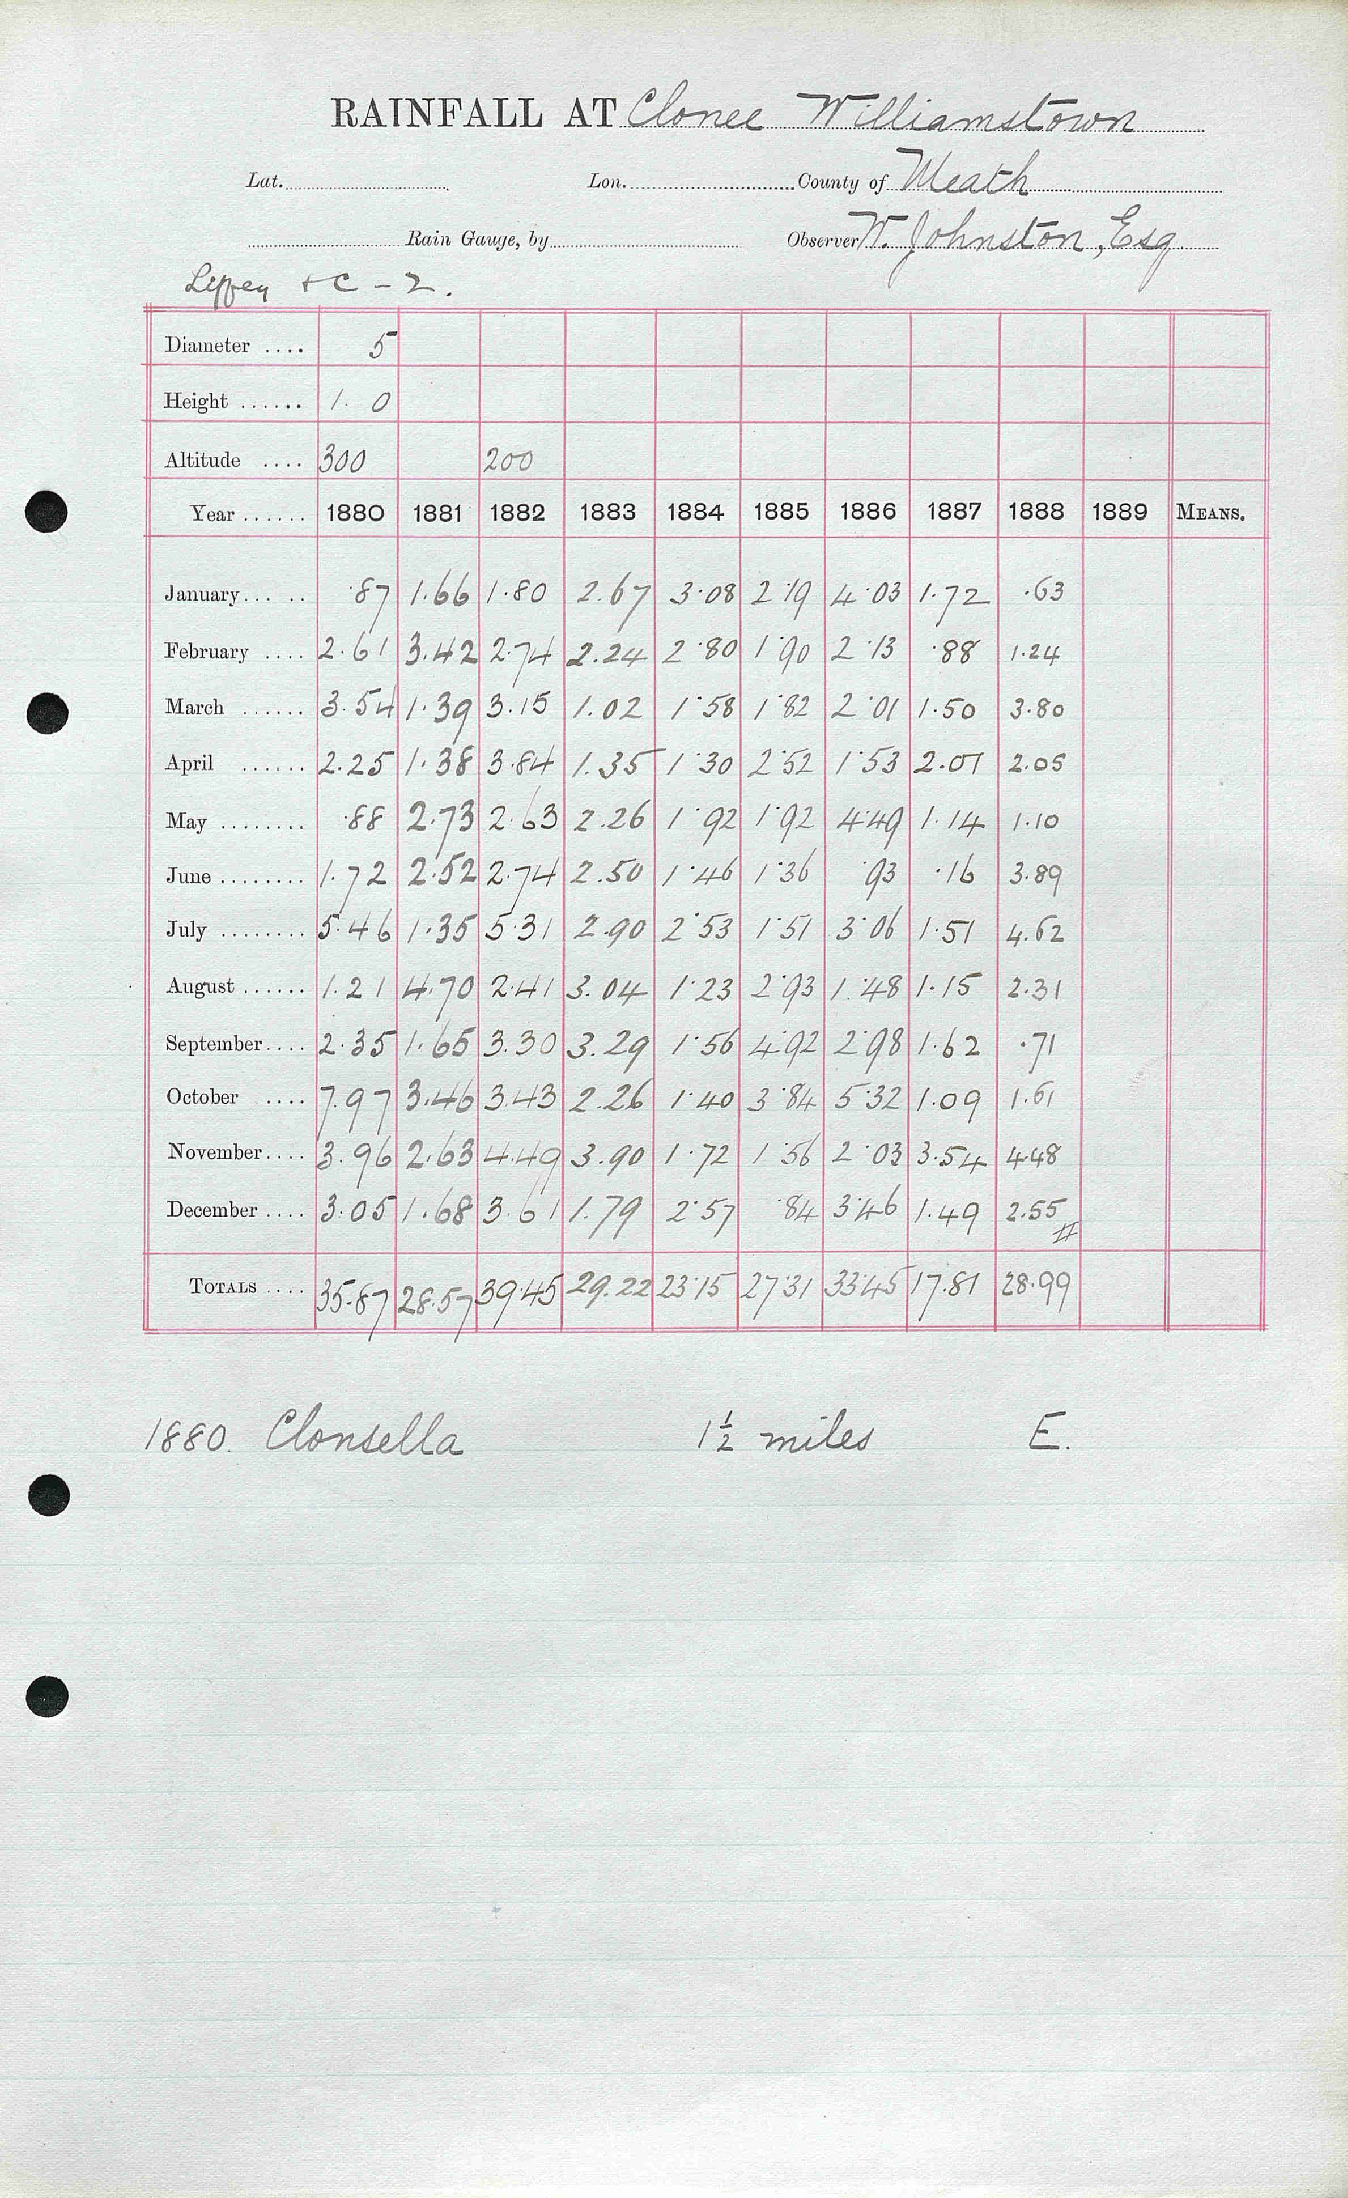 RAINFALL AT Clonee Williamstown
Lat. Lon. County of Meath
Rain Gauge, by Observer W. Johnston, Esq.
Liffey + C - 2.
Diameter .... 5
Height ...... 1. 0
Altitude .... 300 200
Year ...... 1880 1881 1882 1883 1884 1885 1886 1887 1888 1889 MEANS.
January... .. .87 1.66 1.80 2.67 3.08 2.19 4.03 1.72 .63
February .... 2.61 3.42 2.74 2.24 2.80 1.90 2.13 .88 1.24
March ...... 3.54 1.39 3.15 1.02 1.58 1.82 2.01 1.50 3.80
April ...... 2.25 1.38 3.84 1.35 1.30 2.52 1.53 2.01 2.05
May ........ .88 2.73 2.63 2.26 1.92 1.92 4.49 1.14 1.10
June ........ 1.72 2.52 2.74 2.50 1.46 1.36 .93 .16 3.89
July ........ 5.46 1.35 5.31 2.90 2.53 1.51 3.06 1.51 4.62
August ...... 1.21 4.70 2.41 3.04 1.23 2.93 1.48 1.15 2.31
September.... 2.35 1.65 3.30 3.29 1.56 4.92 2.98 1.62 .71
October .... 7.97 3.46 3.43 2.26 1.40 3.84 5.32 1.09 1.61
November.... 3.96 2.63 4.49 3.90 1.72 1.56 2.03 3.54 4.48
December .... 3.05 1.68 3.61 1.79 2.57 .84 3.46 1.49 2.55
TOTALS .... 35.87 28.57 39.45 29.22 23.15 27.31 33.45 17.81 28.99
1880. Clonsella 1½ miles E.